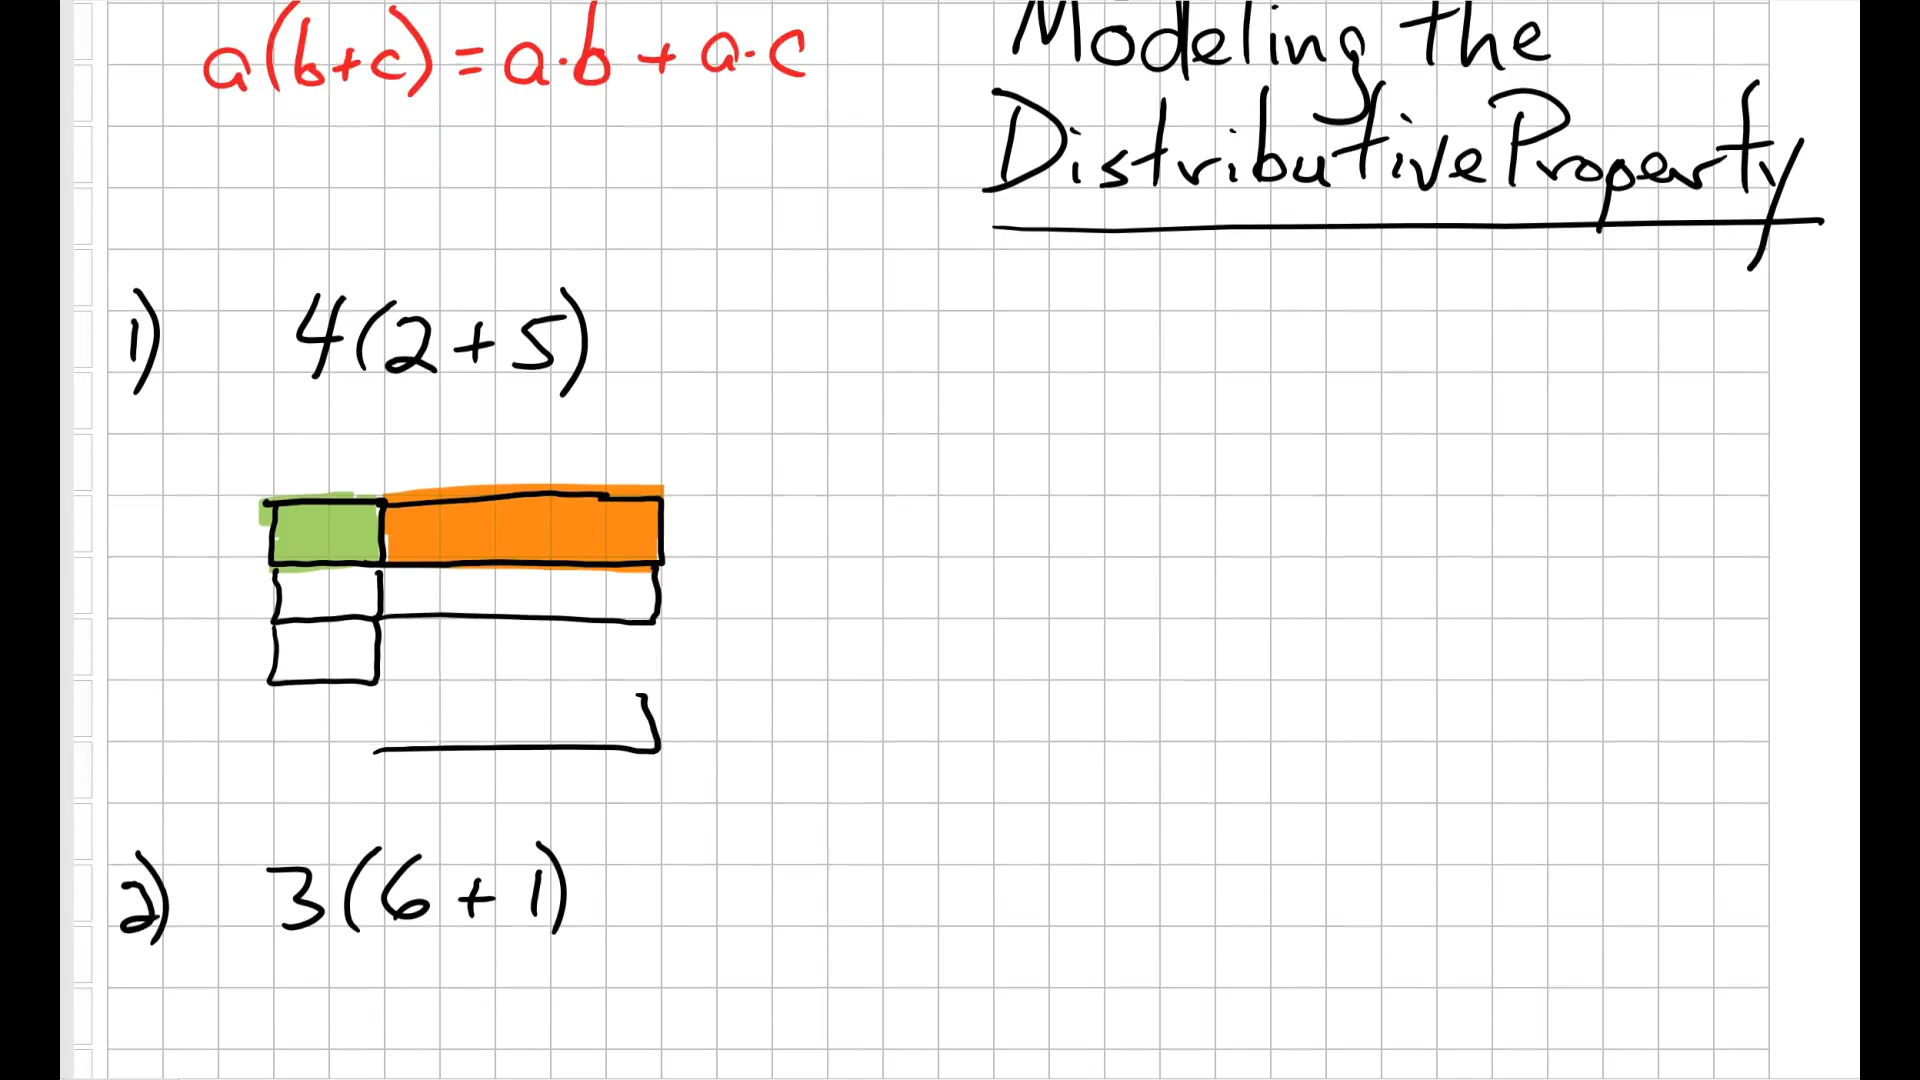 a(b+c) = a·b + a·c
Modeling the
Distributive Property
1) 4(2+5)
2) 3(6+1)